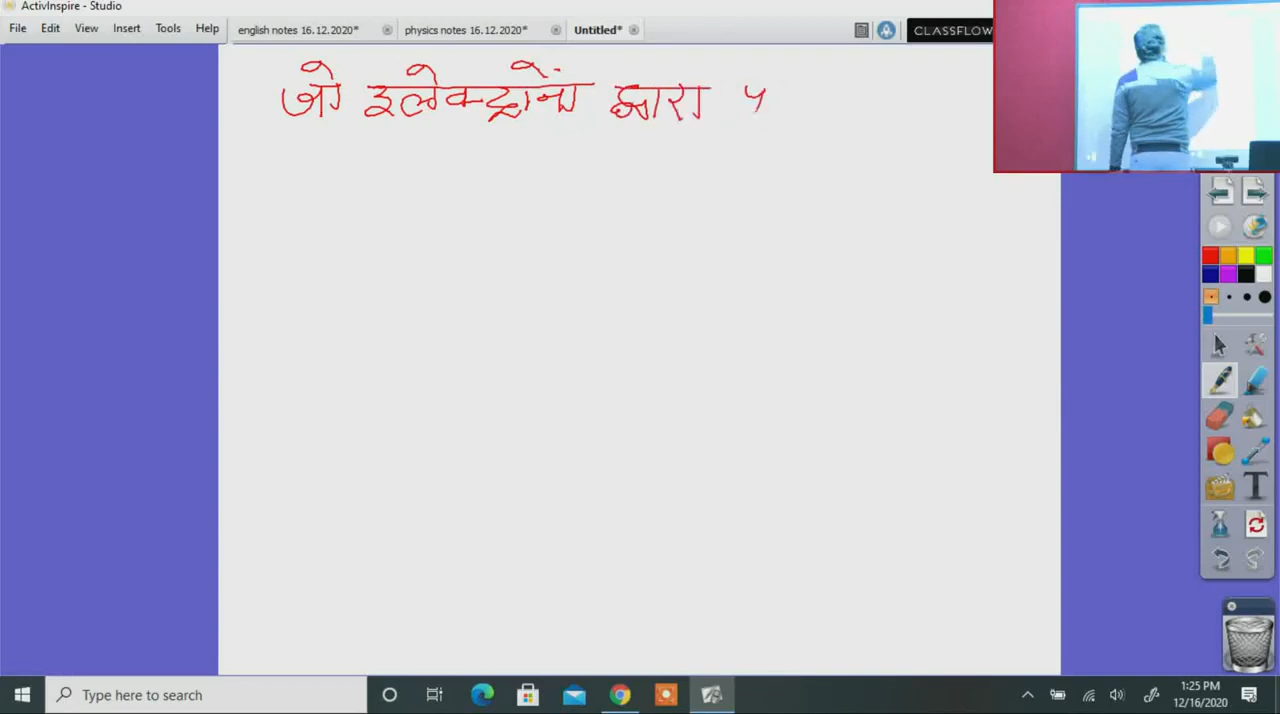 ActivInspire - Studio
File Edit View Insert Tools Help english notes 16.12.2020* physics notes 16.12.2020* Untitled* CLASSFLOW
जो इलेक्ट्रोनों द्वारा
Type here to search
1:25 PM
12/16/2020